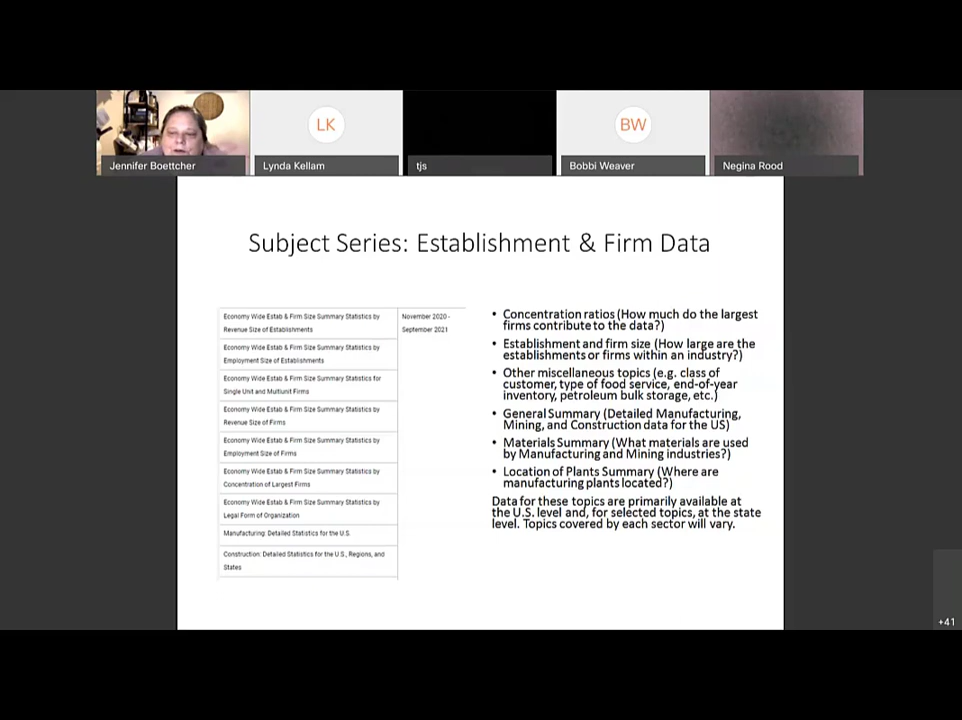 LK
BW
Jennifer Boettcher
Lynda Kellam
tjs
Bobbi Weaver
Negina Rood
Subject Series: Establishment & Firm Data
Economy Wide Estab & Firm Size Summary Statistics by
Revenue Size of Establishments
November 2020 -
September 2021
Economy Wide Estab & Firm Size Summary Statistics by
Employment Size of Establishments
Economy Wide Estab & Firm Size Summary Statistics for
Single Unit and Multiunit Firms
Economy Wide Estab & Firm Size Summary Statistics by
Revenue Size of Firms
Economy Wide Estab & Firm Size Summary Statistics by
Employment Size of Firms
Economy Wide Estab & Firm Size Summary Statistics by
Concentration of Largest Firms
Economy Wide Estab & Firm Size Summary Statistics by
Legal Form of Organization
Manufacturing: Detailed Statistics for the U.S.
Construction: Detailed Statistics for the U.S., Regions, and
States
• Concentration ratios (How much do the largest
firms contribute to the data?)
• Establishment and firm size (How large are the
establishments or firms within an industry?)
• Other miscellaneous topics (e.g. class of
customer, type of food service, end-of-year
inventory, petroleum bulk storage, etc.)
• General Summary (Detailed Manufacturing,
Mining, and Construction data for the US)
• Materials Summary (What materials are used
by Manufacturing and Mining industries?)
• Location of Plants Summary (Where are
manufacturing plants located?)
Data for these topics are primarily available at
the U.S. level and, for selected topics, at the state
level. Topics covered by each sector will vary.
+41